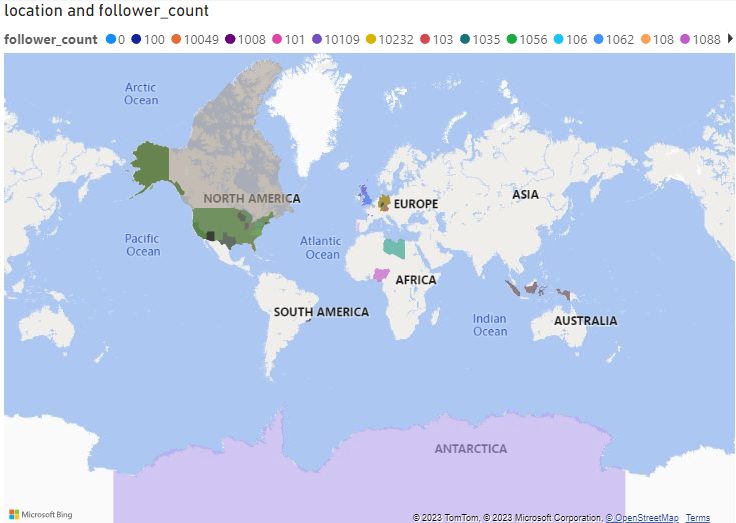 location and follower_count
follower_count 0 100 10049 1008 101 10109 10232 103 1035 1056 106 1062 108 1088
Arctic
Ocean
NORTH AMERICA
EUROPE
ASIA
Pacific
Ocean
Atlantic
Ocean
AFRICA
SOUTH AMERICA
Indian
Ocean
AUSTRALIA
ANTARCTICA
Microsoft Bing
© 2023 TomTom, © 2023 Microsoft Corporation, © OpenStreetMap Terms